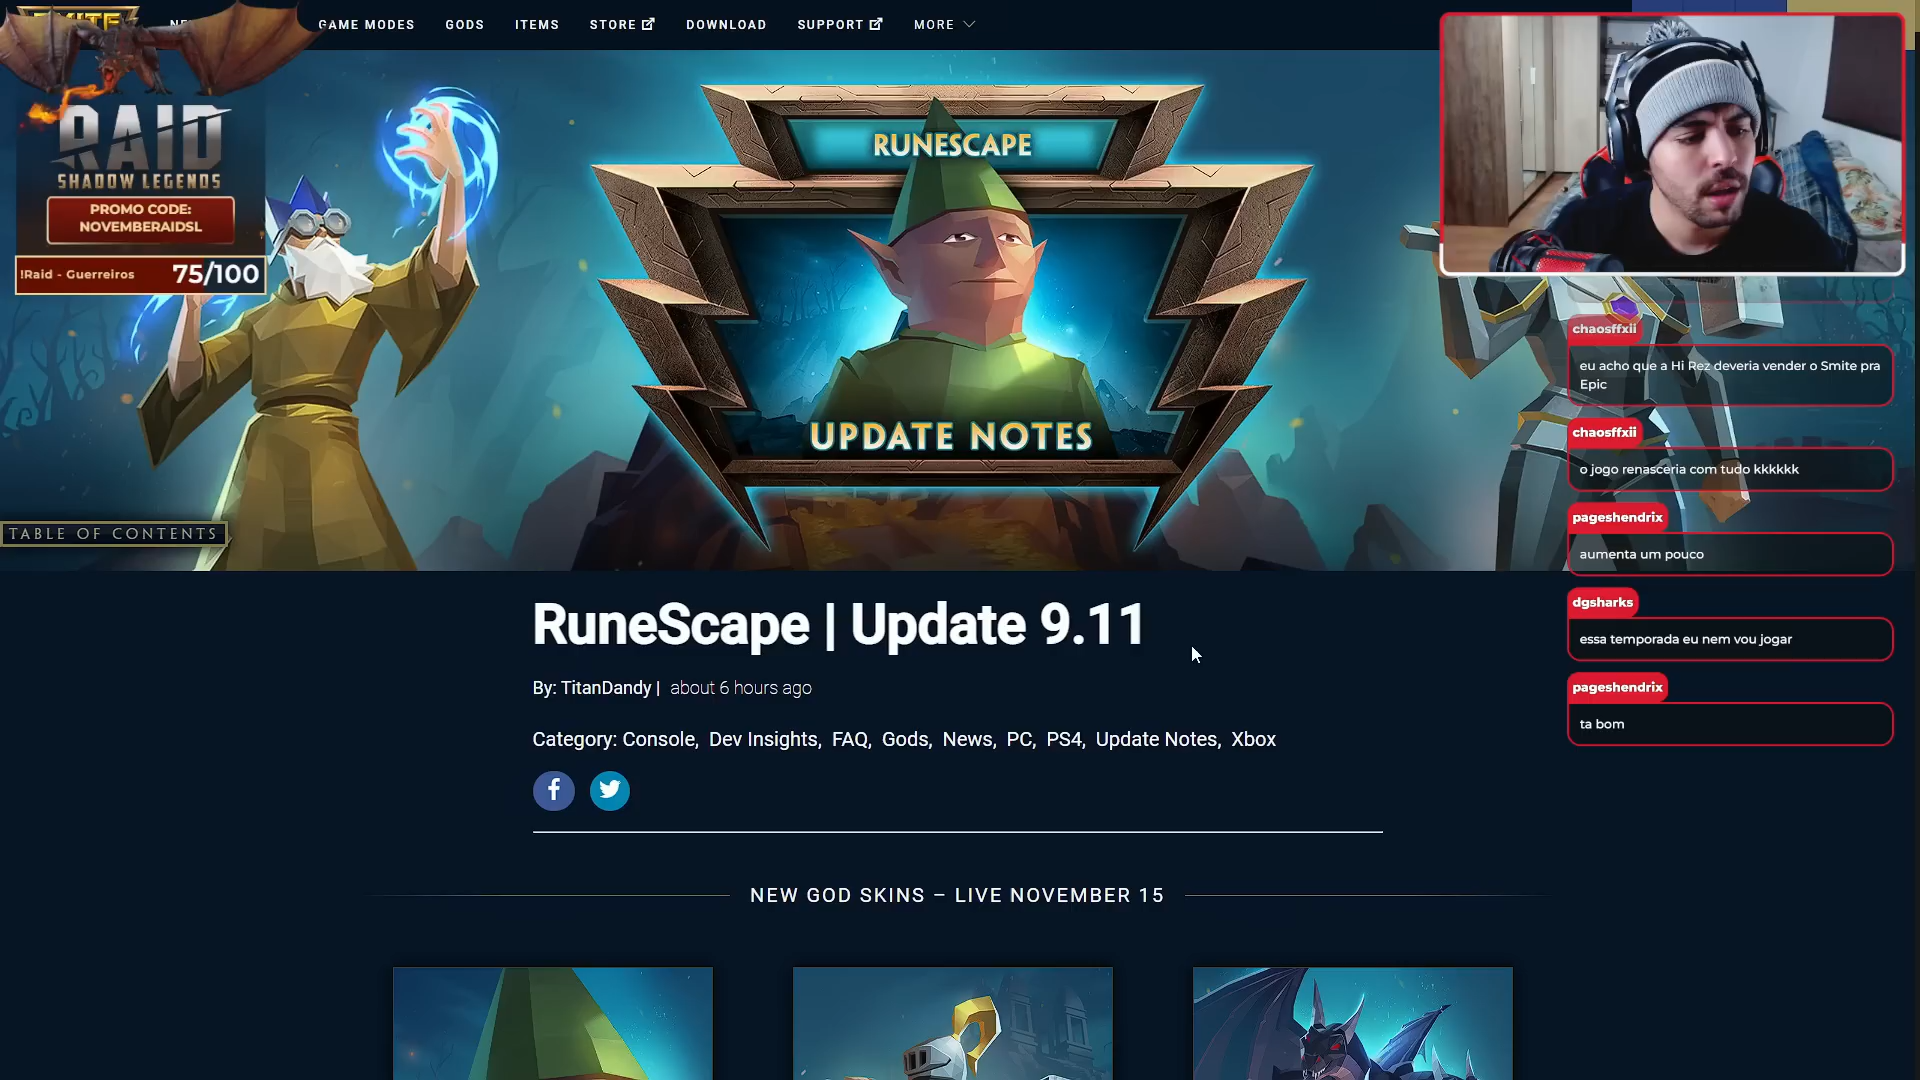 SMITE
GAME MODES
GODS
ITEMS
STORE
DOWNLOAD
SUPPORT
MORE
RAID
SHADOW LEGENDS
PROMO CODE:
NOVEMBERAIDSL
!Raid - Guerreiros 75/100
RUNESCAPE
UPDATE NOTES
TABLE OF CONTENTS
chaosffxii
eu acho que a Hi Rez deveria vender o Smite pra
Epic
chaosffxii
o jogo renasceria com tudo kkkkkk
pageshendrix
aumenta um pouco
dgsharks
essa temporada eu nem vou jogar
pageshendrix
ta bom
RuneScape | Update 9.11
By: TitanDandy | about 6 hours ago
Category: Console, Dev Insights, FAQ, Gods, News, PC, PS4, Update Notes, Xbox
NEW GOD SKINS – LIVE NOVEMBER 15